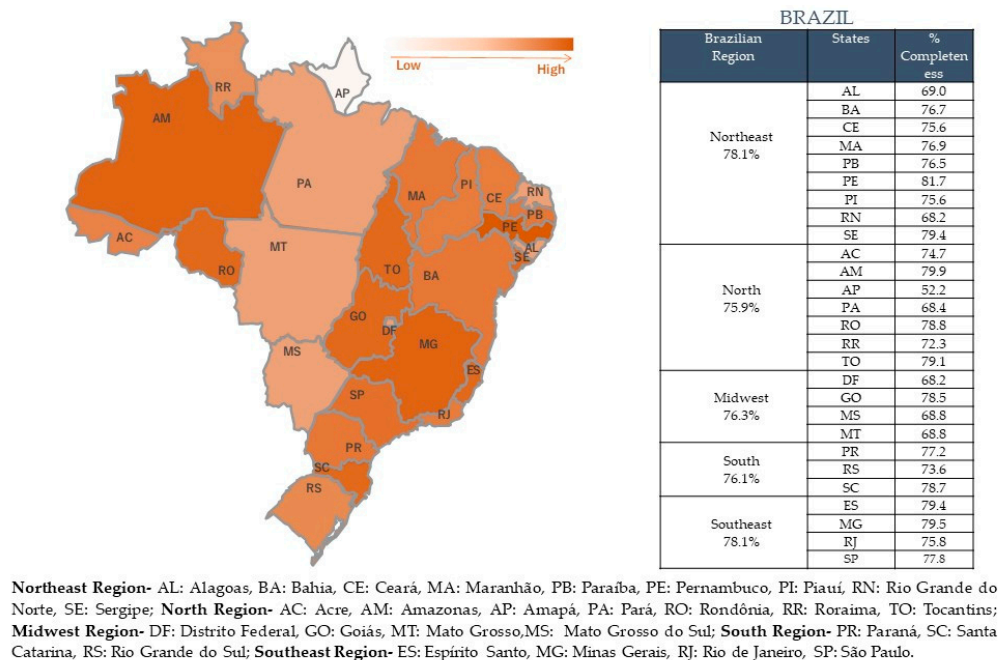 BRAZIL
Low
High
AP
RR
AM
PA
MA
PI
CE
RN
PB
PE
AL
SE
AC
RO
MT
TO
BA
GO
DF
MG
MS
ES
SP
RJ
PR
SC
RS
Brazilian Region States % Completen ess
Northeast 78.1%
AL 69.0
BA 76.7
CE 75.6
MA 76.9
PB 76.5
PE 81.7
PI 75.6
RN 68.2
SE 79.4
North 75.9%
AC 74.7
AM 79.9
AP 52.2
PA 68.4
RO 78.8
RR 72.3
TO 79.1
Midwest 76.3%
DF 68.2
GO 78.5
MS 68.8
MT 68.8
South 76.1%
PR 77.2
RS 73.6
SC 78.7
Southeast 78.1%
ES 79.4
MG 79.5
RJ 75.8
SP 77.8
Northeast Region- AL: Alagoas, BA: Bahia, CE: Ceará, MA: Maranhão, PB: Paraíba, PE: Pernambuco, PI: Piauí, RN: Rio Grande do
Norte, SE: Sergipe; North Region- AC: Acre, AM: Amazonas, AP: Amapá, PA: Pará, RO: Rondônia, RR: Roraima, TO: Tocantins;
Midwest Region- DF: Distrito Federal, GO: Goiás, MT: Mato Grosso,MS: Mato Grosso do Sul; South Region- PR: Paraná, SC: Santa
Catarina, RS: Rio Grande do Sul; Southeast Region- ES: Espírito Santo, MG: Minas Gerais, RJ: Rio de Janeiro, SP: São Paulo.